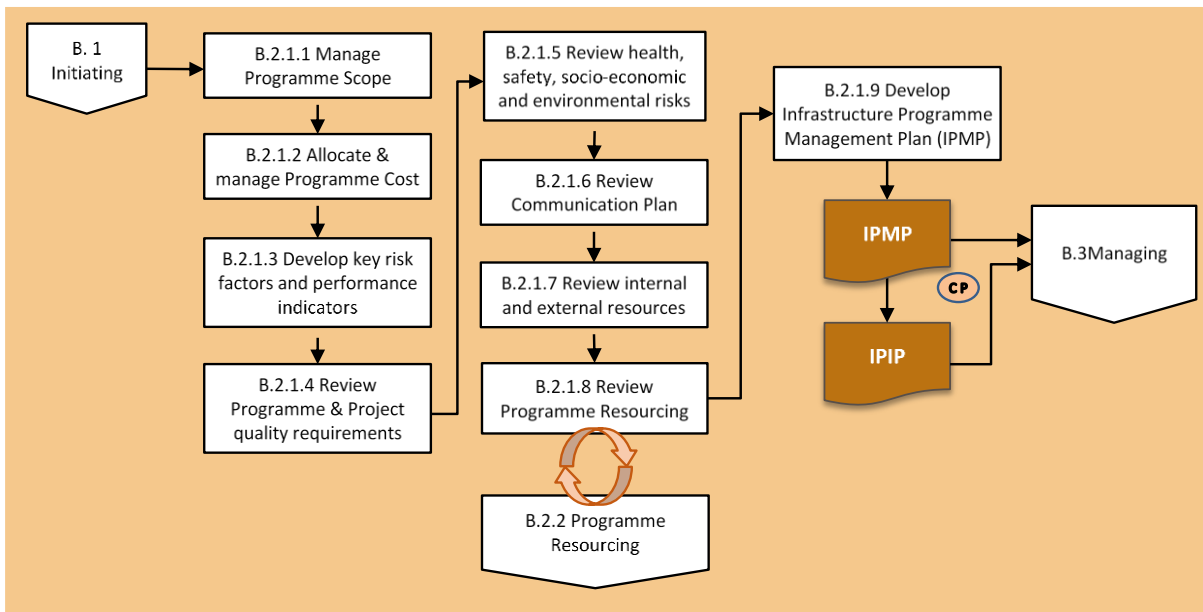 B. 1
Initiating
B.2.1.1 Manage
Programme Scope
B.2.1.2 Allocate &
manage Programme Cost
B.2.1.3 Develop key risk
factors and performance
indicators
B.2.1.4 Review
Programme & Project
quality requirements
B.2.1.5 Review health,
safety, socio-economic
and environmental risks
B.2.1.6 Review
Communication Plan
B.2.1.7 Review internal
and external resources
B.2.1.8 Review
Programme Resourcing
B.2.2 Programme
Resourcing
B.2.1.9 Develop
Infrastructure Programme
Management Plan (IPMP)
IPMP
CP
IPIP
B.3Managing